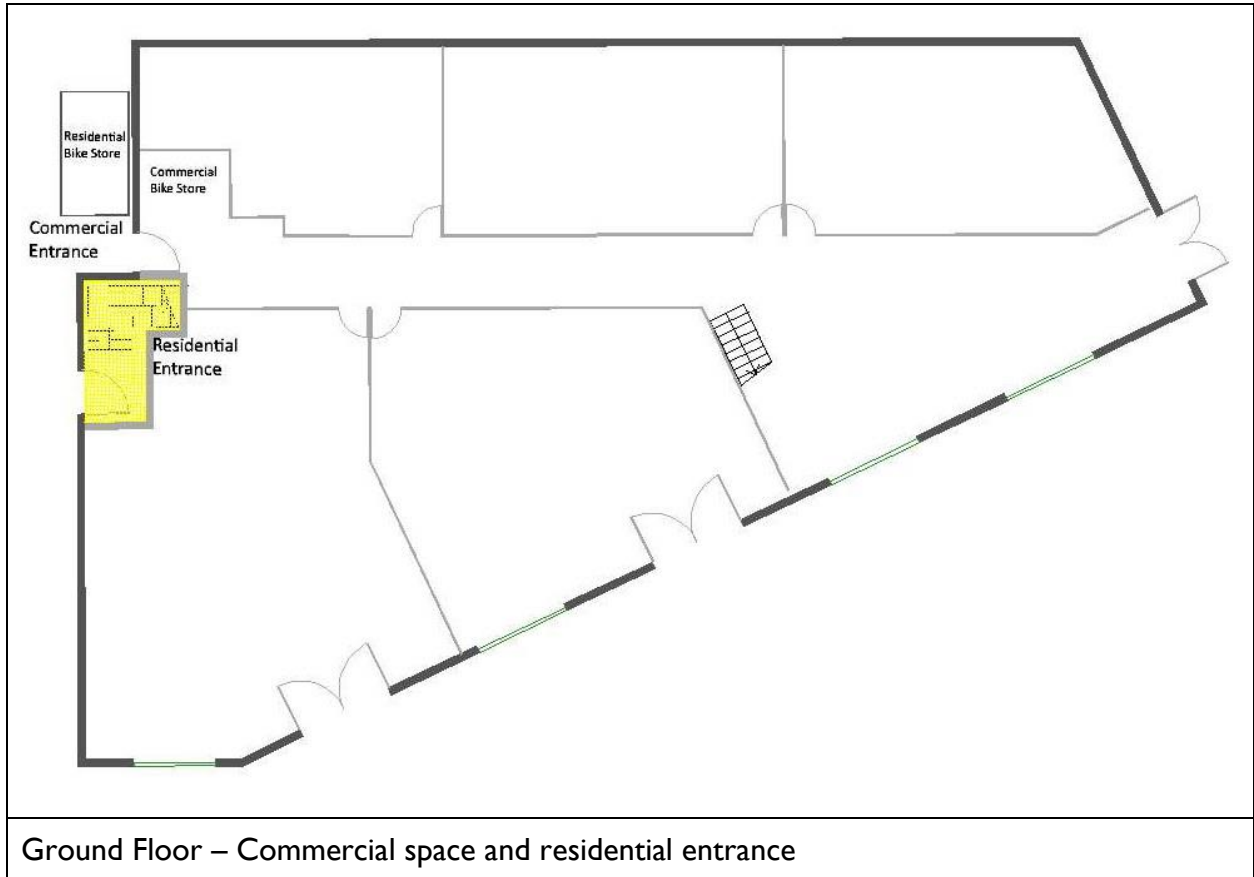 Residential
Bike Store
Commercial
Bike Store
Commercial
Entrance
Residential
Entrance
Ground Floor – Commercial space and residential entrance